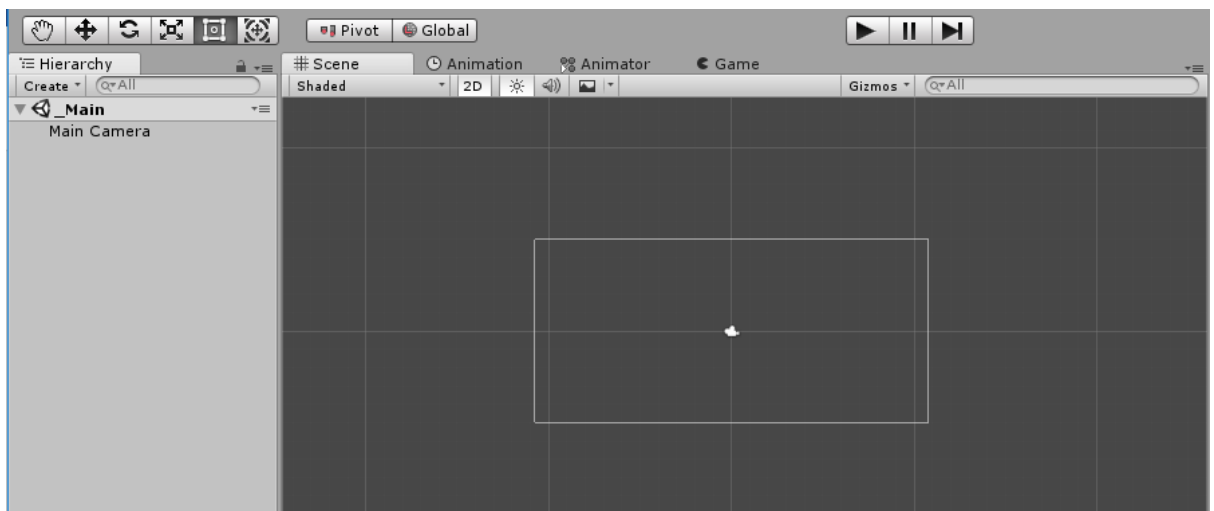 Pivot Global
Hierarchy
Create All
_Main
Main Camera
Scene Animation Animator Game
Shaded 2D Gizmos All